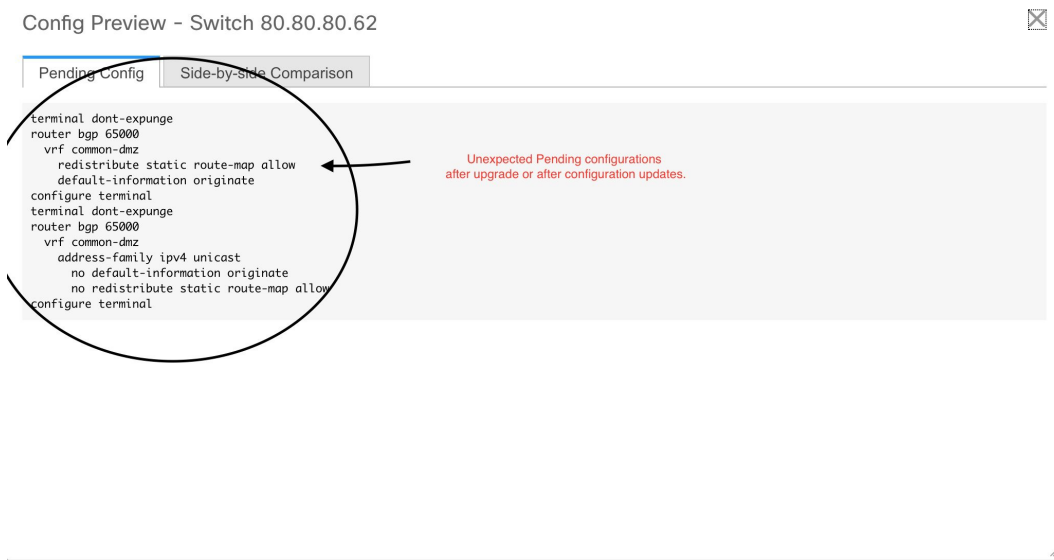 Config Preview - Switch 80.80.80.62
Pending Config
Side-by-side Comparison
terminal dont-expunge
router bgp 65000
vrf common-dmz
redistribute static route-map allow
default-information originate
configure terminal
terminal dont-expunge
router bgp 65000
vrf common-dmz
address-family ipv4 unicast
no default-information originate
no redistribute static route-map allow
configure terminal
Unexpected Pending configurations
after upgrade or after configuration updates.